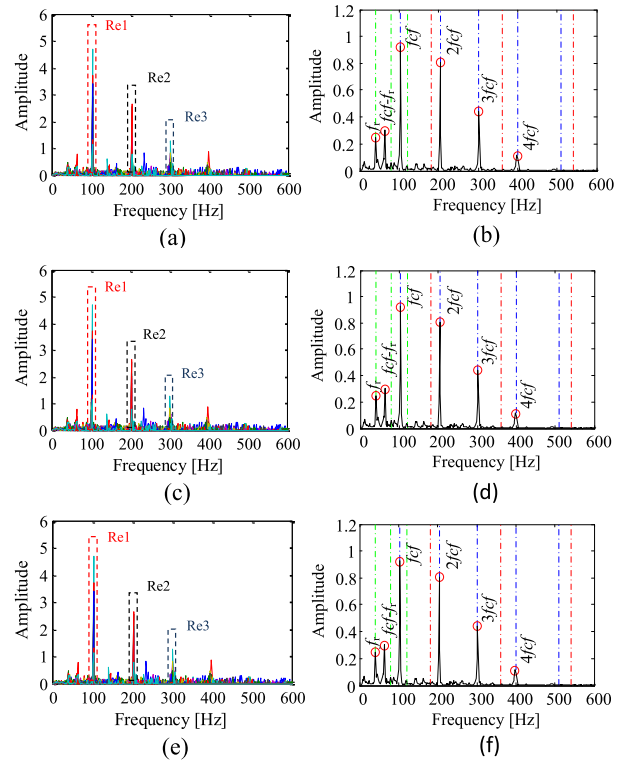 6
5
4
3
2
1
0
Amplitude
Re1
Re2
Re3
0 100 200 300 400 500 600
Frequency [Hz]
(a)
1.2
1
0.8
0.6
0.4
0.2
0
Amplitude
fr
fcf-fr
fcf
2fcf
3fcf
4fcf
0 100 200 300 400 500 600
Frequency [Hz]
(b)
6
5
4
3
2
1
0
Amplitude
Re1
Re2
Re3
0 100 200 300 400 500 600
Frequency [Hz]
(c)
1.2
1
0.8
0.6
0.4
0.2
0
Amplitude
fr
fcf-fr
fcf
2fcf
3fcf
4fcf
0 100 200 300 400 500 600
Frequency [Hz]
(d)
6
5
4
3
2
1
0
Amplitude
Re1
Re2
Re3
0 100 200 300 400 500 600
Frequency [Hz]
(e)
1.2
1
0.8
0.6
0.4
0.2
0
Amplitude
fr
fcf-fr
fcf
2fcf
3fcf
4fcf
0 100 200 300 400 500 600
Frequency [Hz]
(f)